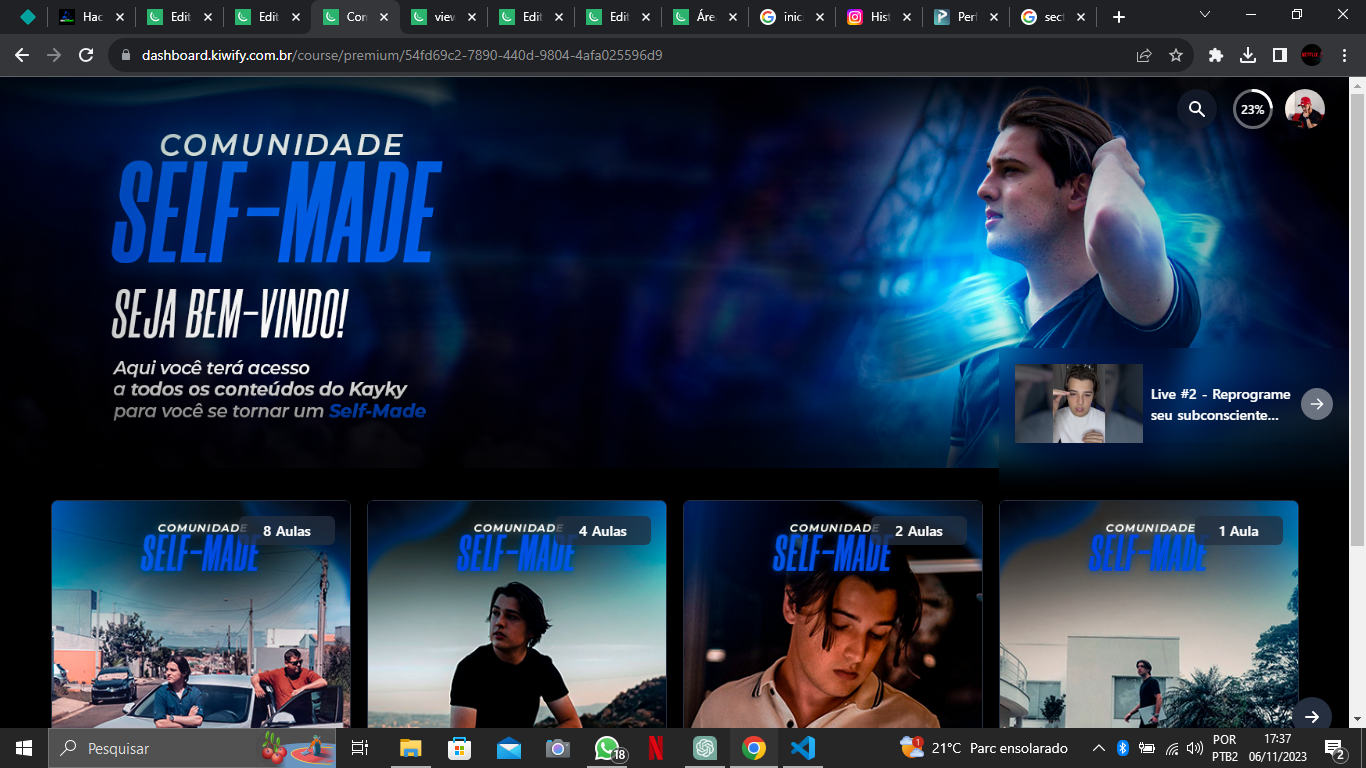 Hac
Edit
Edit
Con
view
Edit
Edit
Área
inic
Hist
Perf
sect
dashboard.kiwify.com.br/course/premium/54fd69c2-7890-440d-9804-4afa025596d9
23%
COMUNIDADE
SELF-MADE
SEJA BEM-VINDO!
Aqui você terá acesso
a todos os conteúdos do Kayky
para você se tornar um Self-Made
Live #2 - Reprograme
seu subconsciente...
COMUNIDADE
8 Aulas
SELF-MADE
COMUNIDADE
4 Aulas
SELF-MADE
COMUNIDADE
2 Aulas
SELF-MADE
COMUNIDADE
1 Aula
SELF-MADE
Pesquisar
18
1
21°C Parc ensolarado
POR
PTB2
17:37
06/11/2023
2